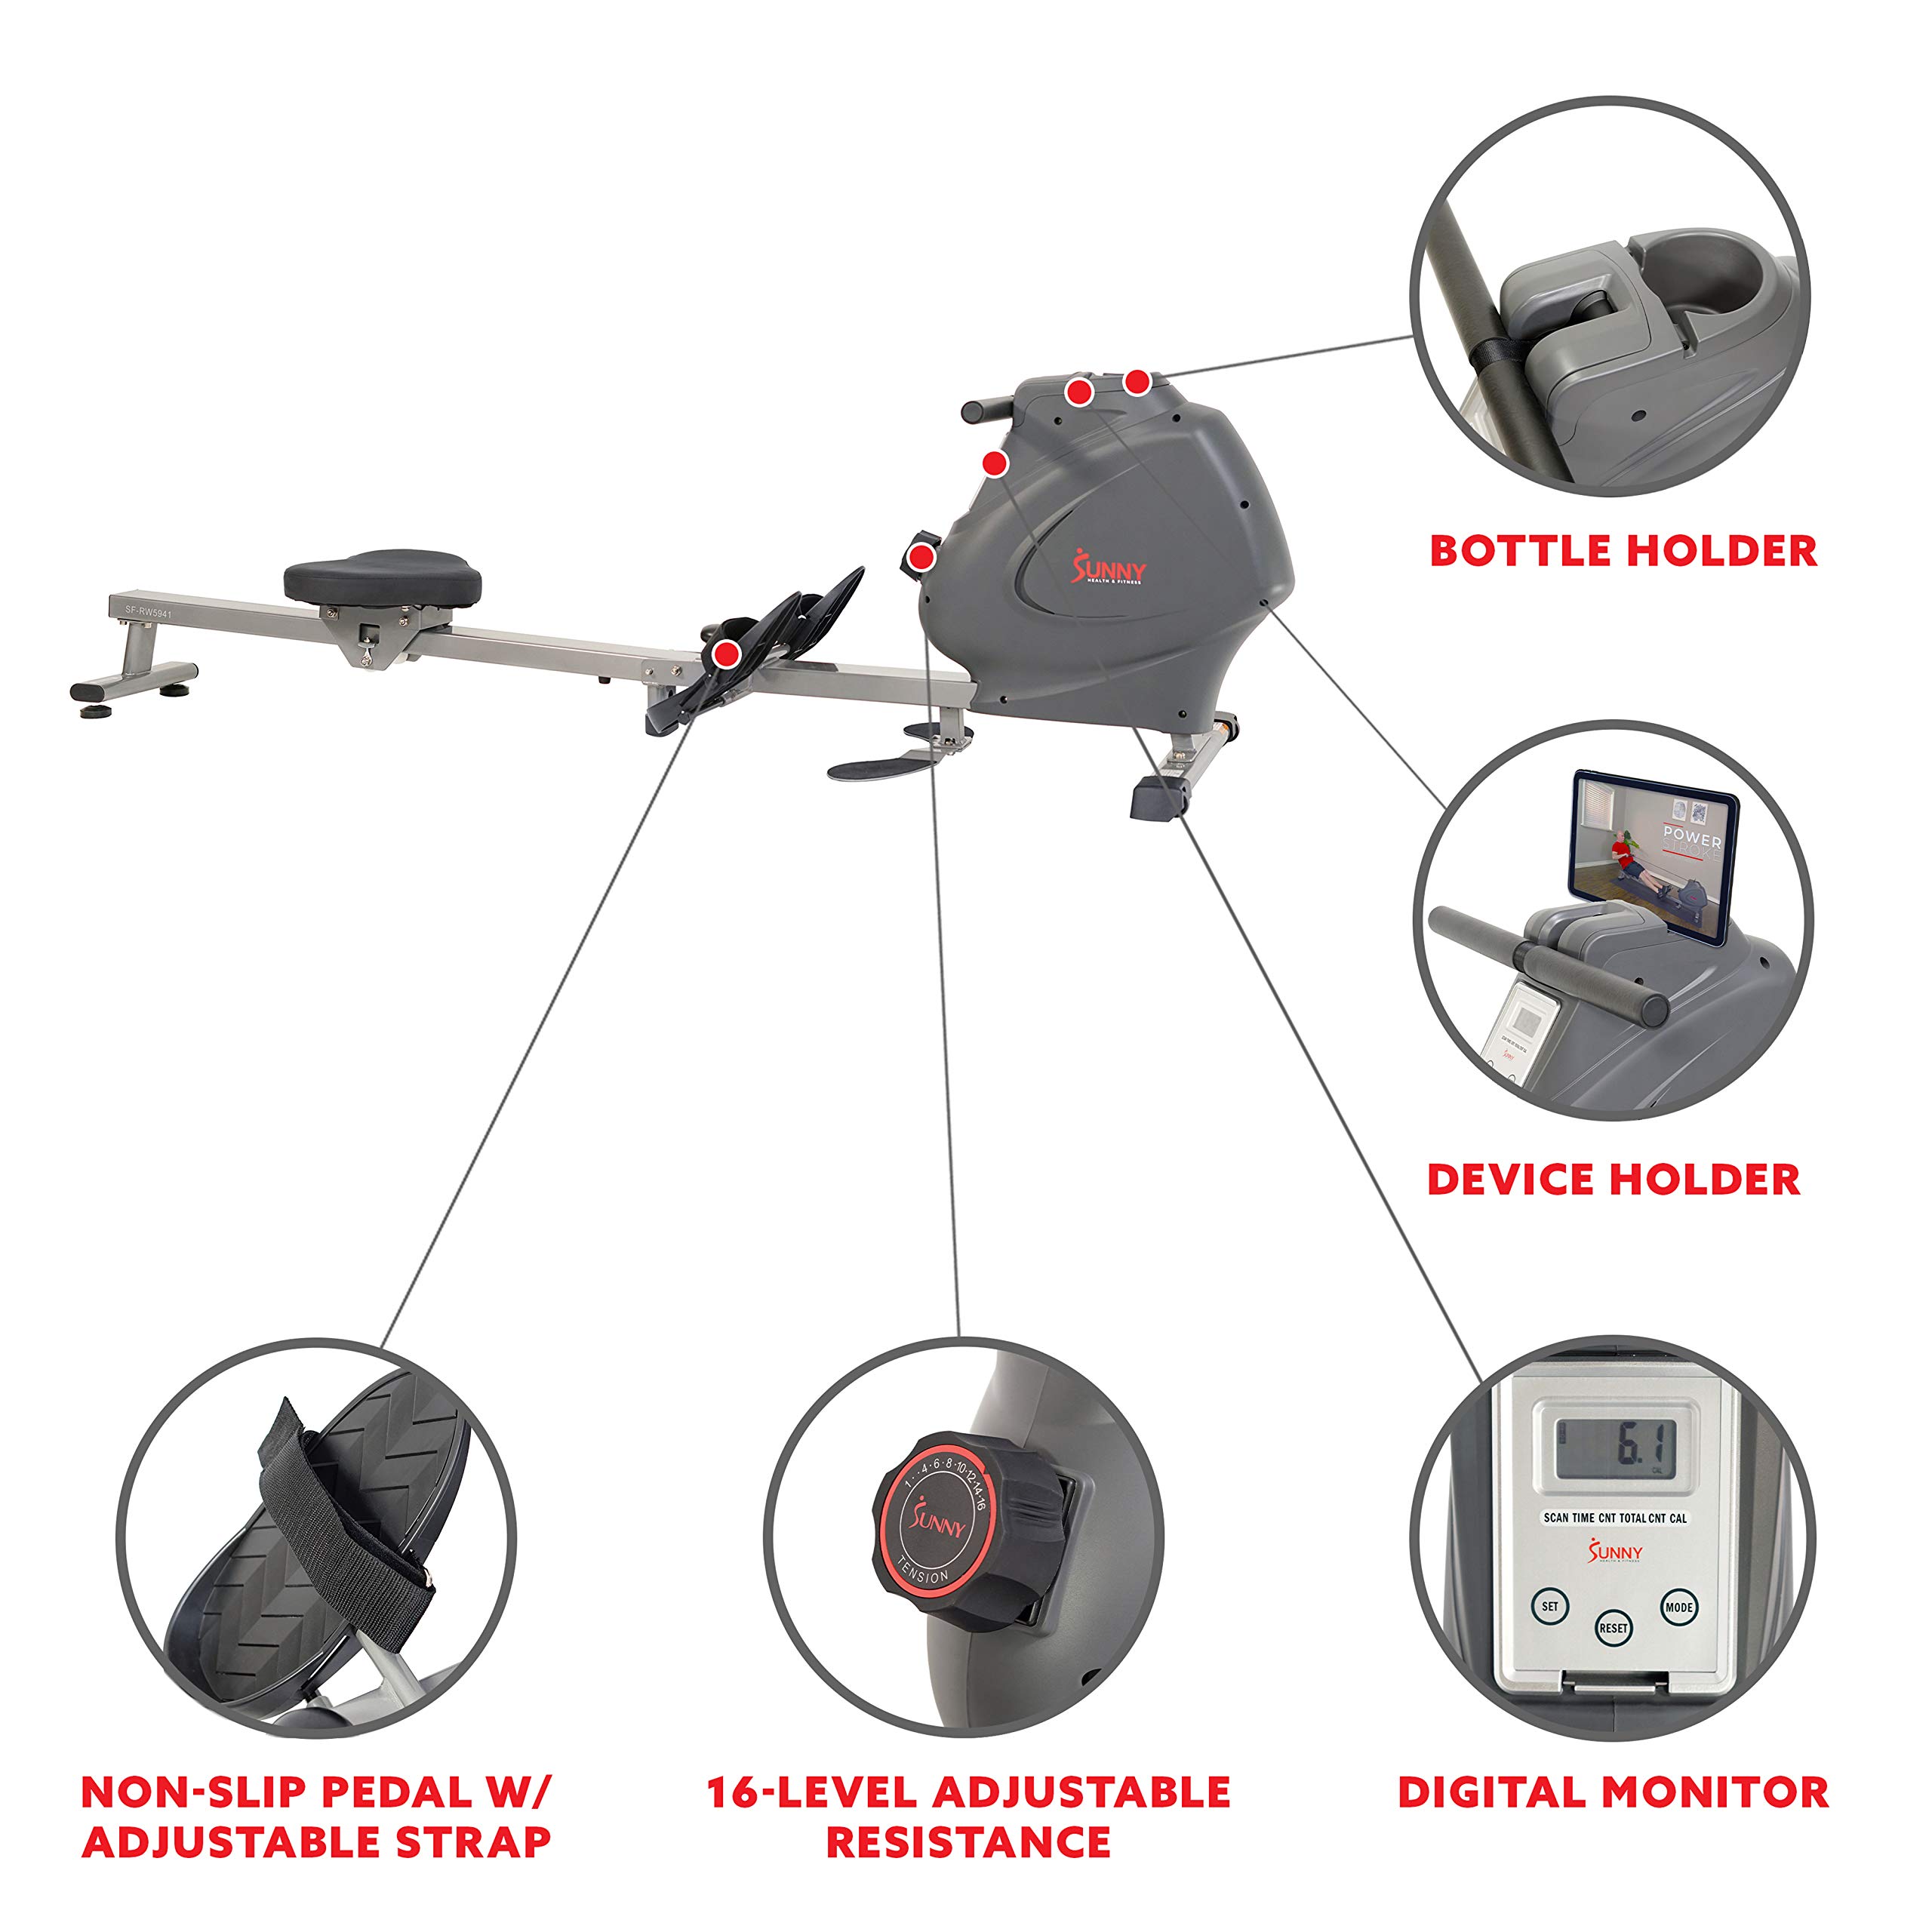 BOTTLE HOLDER
SF-RW5941
SUNNY
HEALTH & FITNESS
POWER
STROKE
DEVICE HOLDER
1 · · 4 · 6 · 8 · 10 · 12 · 14 · 16
SUNNY
TENSION
6.1
CAL
SCAN TIME CNT TOTAL CNT CAL
SUNNY
HEALTH & FITNESS
SET
RESET
MODE
NON-SLIP PEDAL W/
ADJUSTABLE STRAP
16-LEVEL ADJUSTABLE
RESISTANCE
DIGITAL MONITOR